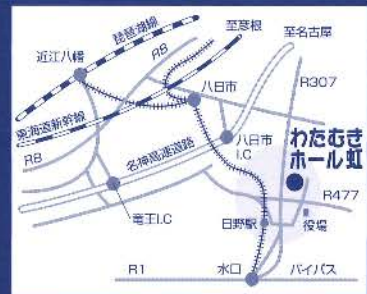 至彦根
至名古屋
琵琶湖線
近江八幡
R8
八日市
R307
東海道新幹線
八日市
I.C
わたむき
ホール虹
R8
名神高速道路
R477
竜王I.C
日野駅
役場
R1
水口
バイパス